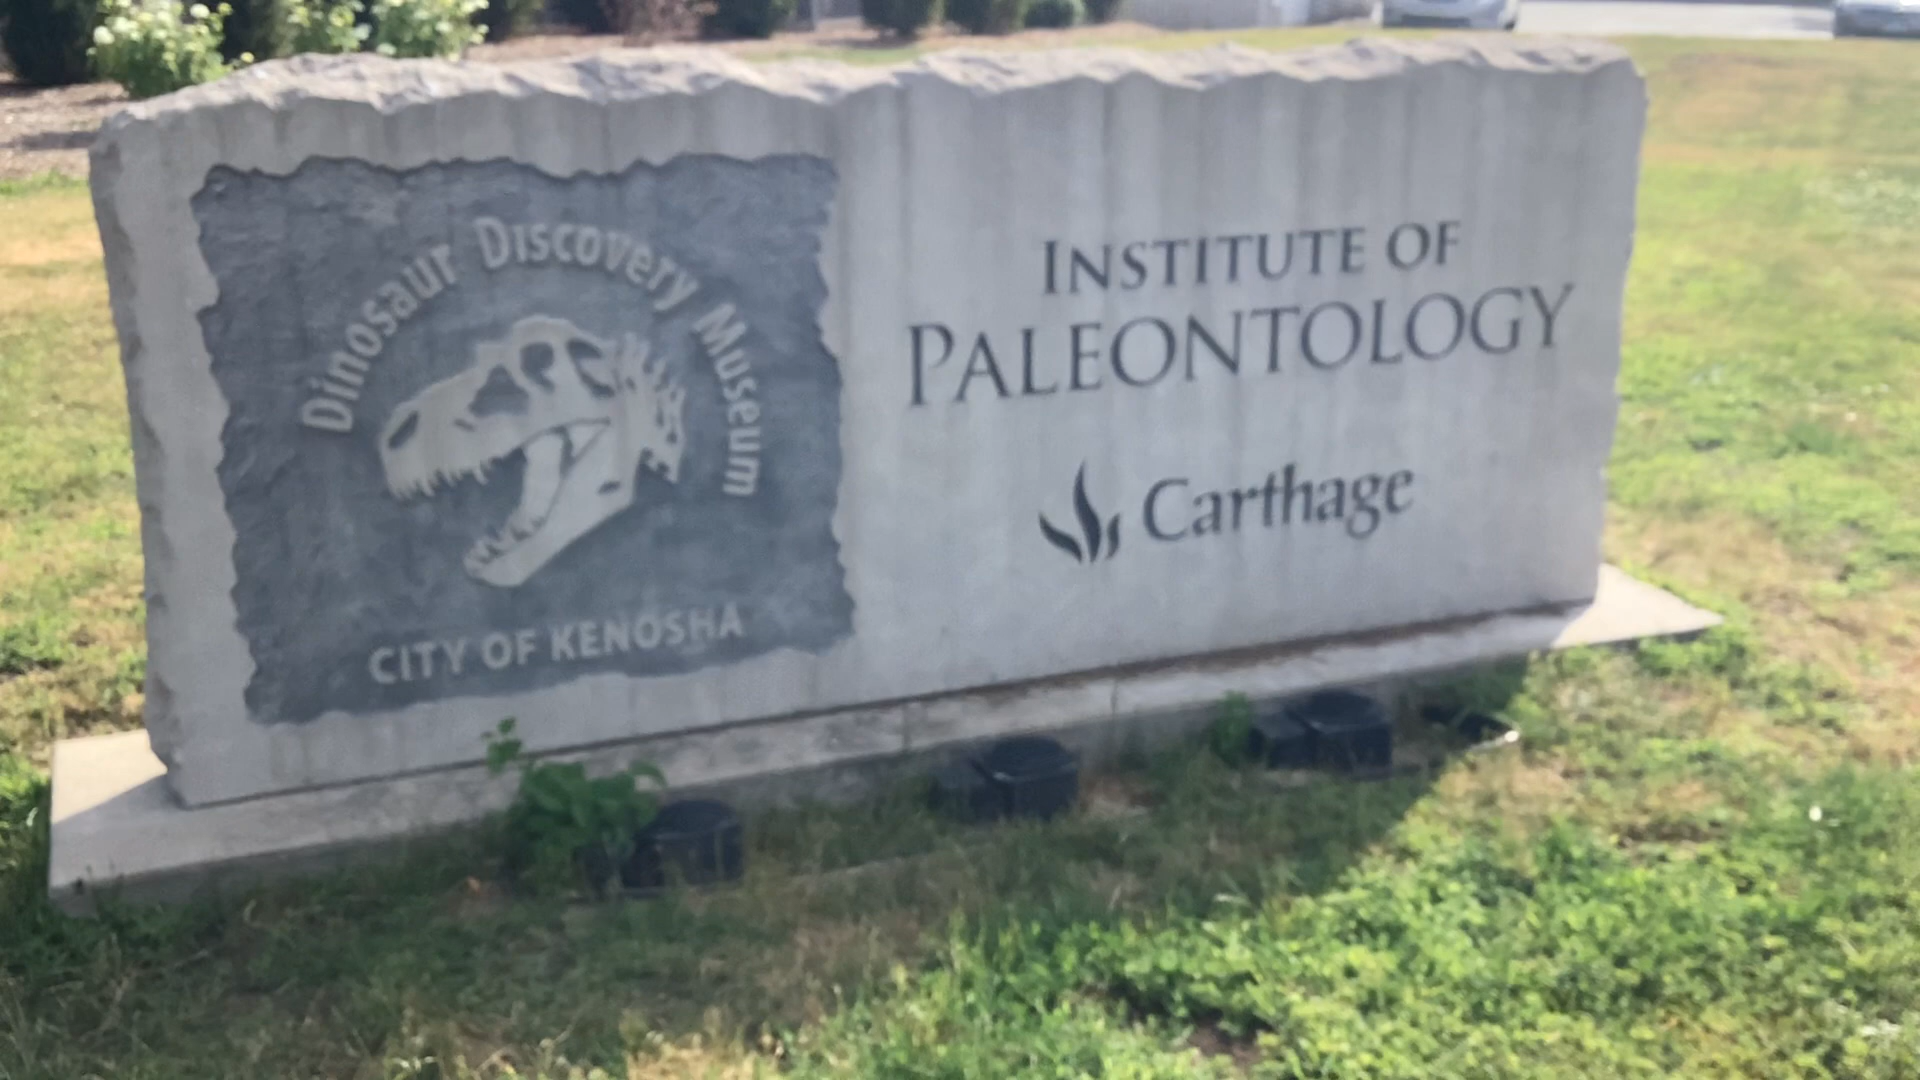 Dinosaur Discovery Museum
CITY OF KENOSHA
INSTITUTE OF
PALEONTOLOGY
Carthage